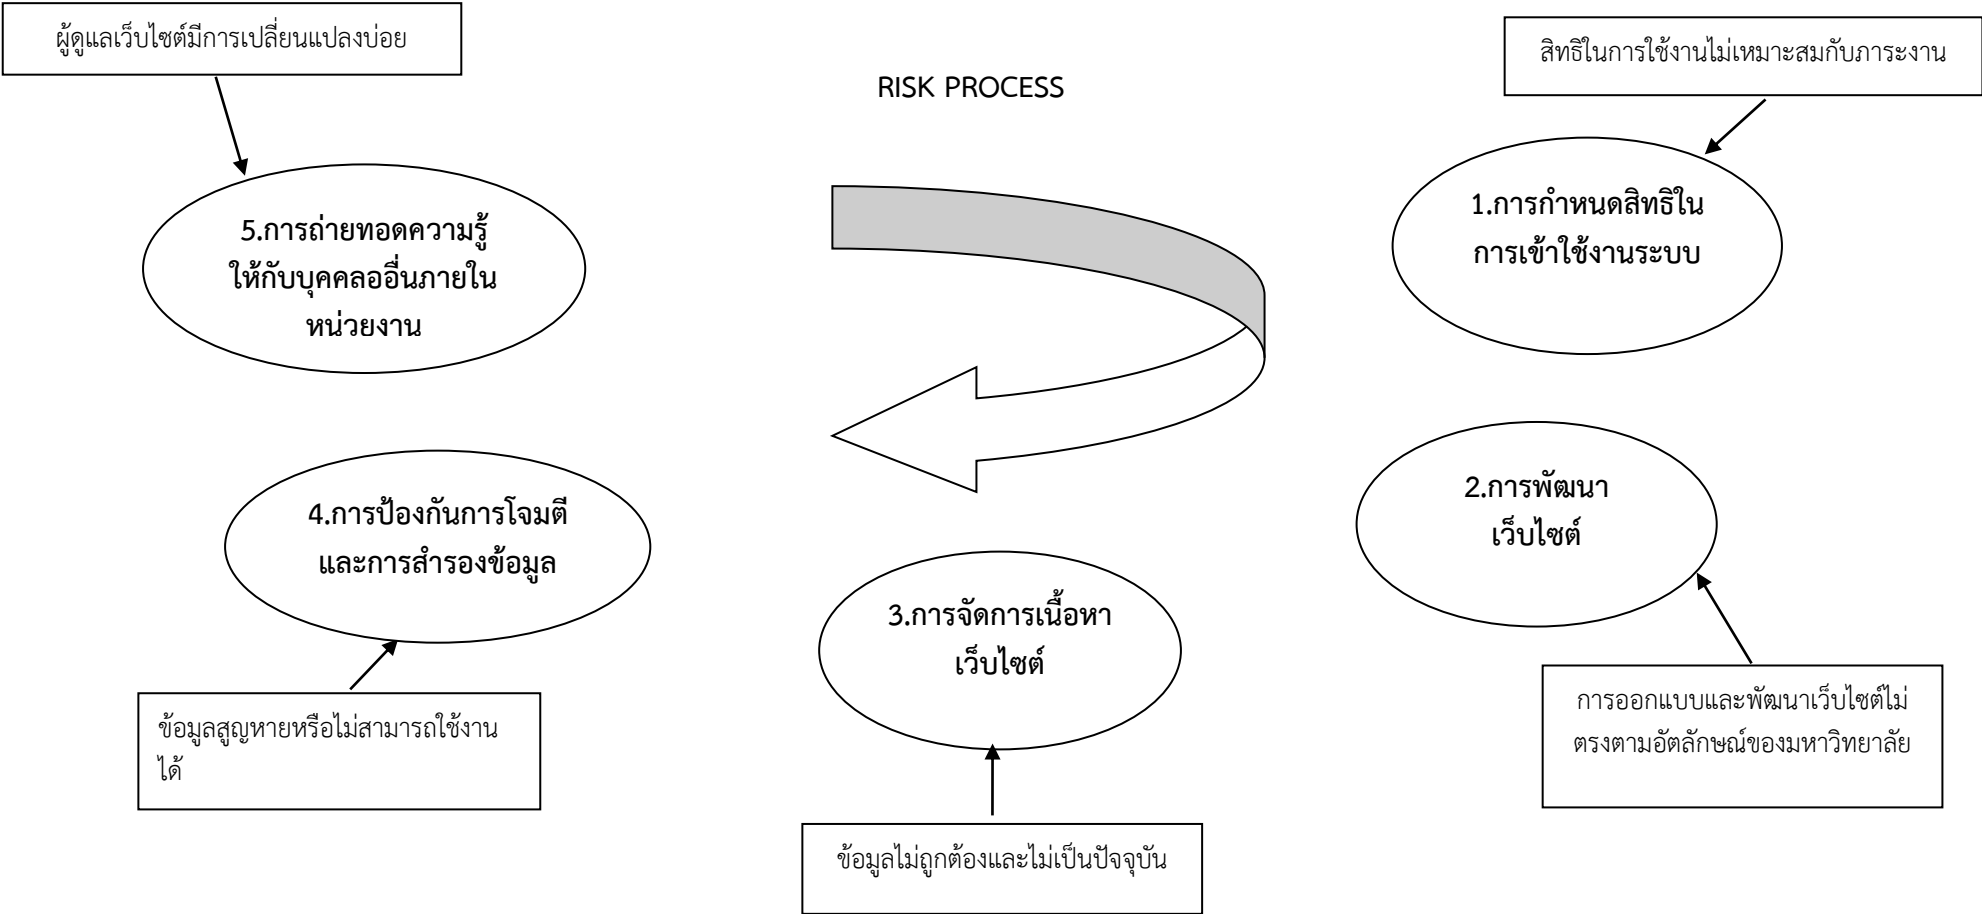 ผู้ดูแลเว็บไซต์มีการเปลี่ยนแปลงบ่อย
RISK PROCESS
สิทธิในการใช้งานไม่เหมาะสมกับภาระงาน
1.การกำหนดสิทธิใน
การเข้าใช้งานระบบ
5.การถ่ายทอดความรู้
ให้กับบุคคลออื่นภายใน
หน่วยงาน
2.การพัฒนา
เว็บไซต์
4.การป้องกันการโจมตี
และการสำรองข้อมูล
3.การจัดการเนื้อหา
เว็บไซต์
การออกแบบและพัฒนาเว็บไซต์ไม่
ตรงตามอัตลักษณ์ของมหาวิทยาลัย
ข้อมูลสูญหายหรือไม่สามารถใช้งาน
ได้
ข้อมูลไม่ถูกต้องและไม่เป็นปัจจุบัน